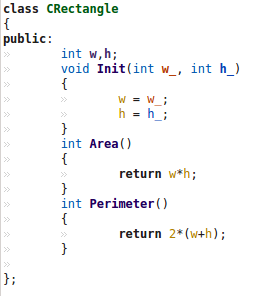 class CRectangle
{
public:
» int w,h;
» void Init(int w_, int h_)
» {
» » w = w_;
» » h = h_;
» }
» int Area()
» {
» » return w*h;
» }
» int Perimeter()
» {
» » return 2*(w+h);
» }
»
};